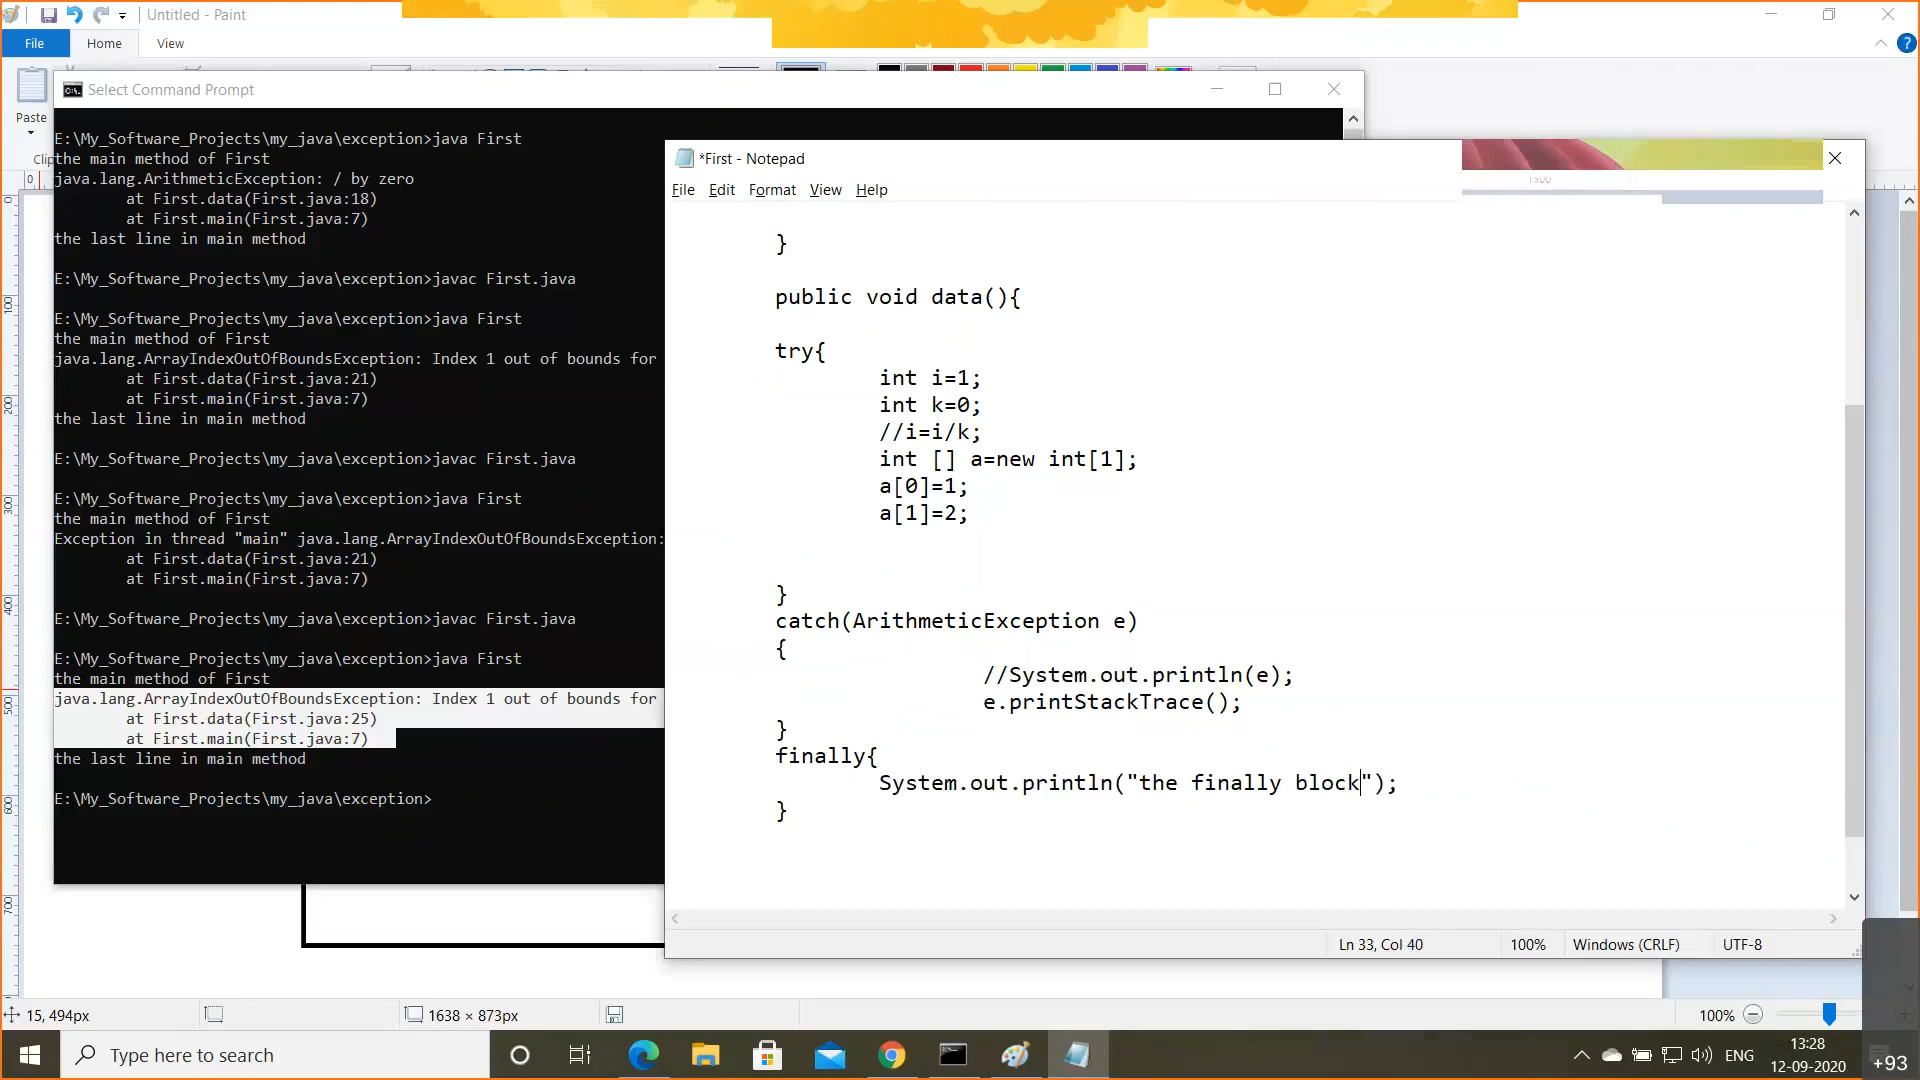 Untitled - Paint
File
Home
View
Paste
Clip
Select Command Prompt
E:\My_Software_Projects\my_java\exception>java First
the main method of First
java.lang.ArithmeticException: / by zero
at First.data(First.java:18)
at First.main(First.java:7)
the last line in main method
E:\My_Software_Projects\my_java\exception>javac First.java
E:\My_Software_Projects\my_java\exception>java First
the main method of First
java.lang.ArrayIndexOutOfBoundsException: Index 1 out of bounds for
at First.data(First.java:21)
at First.main(First.java:7)
the last line in main method
E:\My_Software_Projects\my_java\exception>javac First.java
E:\My_Software_Projects\my_java\exception>java First
the main method of First
Exception in thread "main" java.lang.ArrayIndexOutOfBoundsException:
at First.data(First.java:21)
at First.main(First.java:7)
E:\My_Software_Projects\my_java\exception>javac First.java
E:\My_Software_Projects\my_java\exception>java First
the main method of First
java.lang.ArrayIndexOutOfBoundsException: Index 1 out of bounds for
at First.data(First.java:25)
at First.main(First.java:7)
the last line in main method
E:\My_Software_Projects\my_java\exception>
*First - Notepad
File Edit Format View Help
}
public void data(){
try{
int i=1;
int k=0;
//i=i/k;
int [] a=new int[1];
a[0]=1;
a[1]=2;
}
catch(ArithmeticException e)
{
//System.out.println(e);
e.printStackTrace();
}
finally{
System.out.println("the finally block");
}
Ln 33, Col 40
100%
Windows (CRLF)
UTF-8
0
100
200
300
400
500
600
700
15, 494px
1638 × 873px
100%
Type here to search
ENG
13:28
12-09-2020
+93